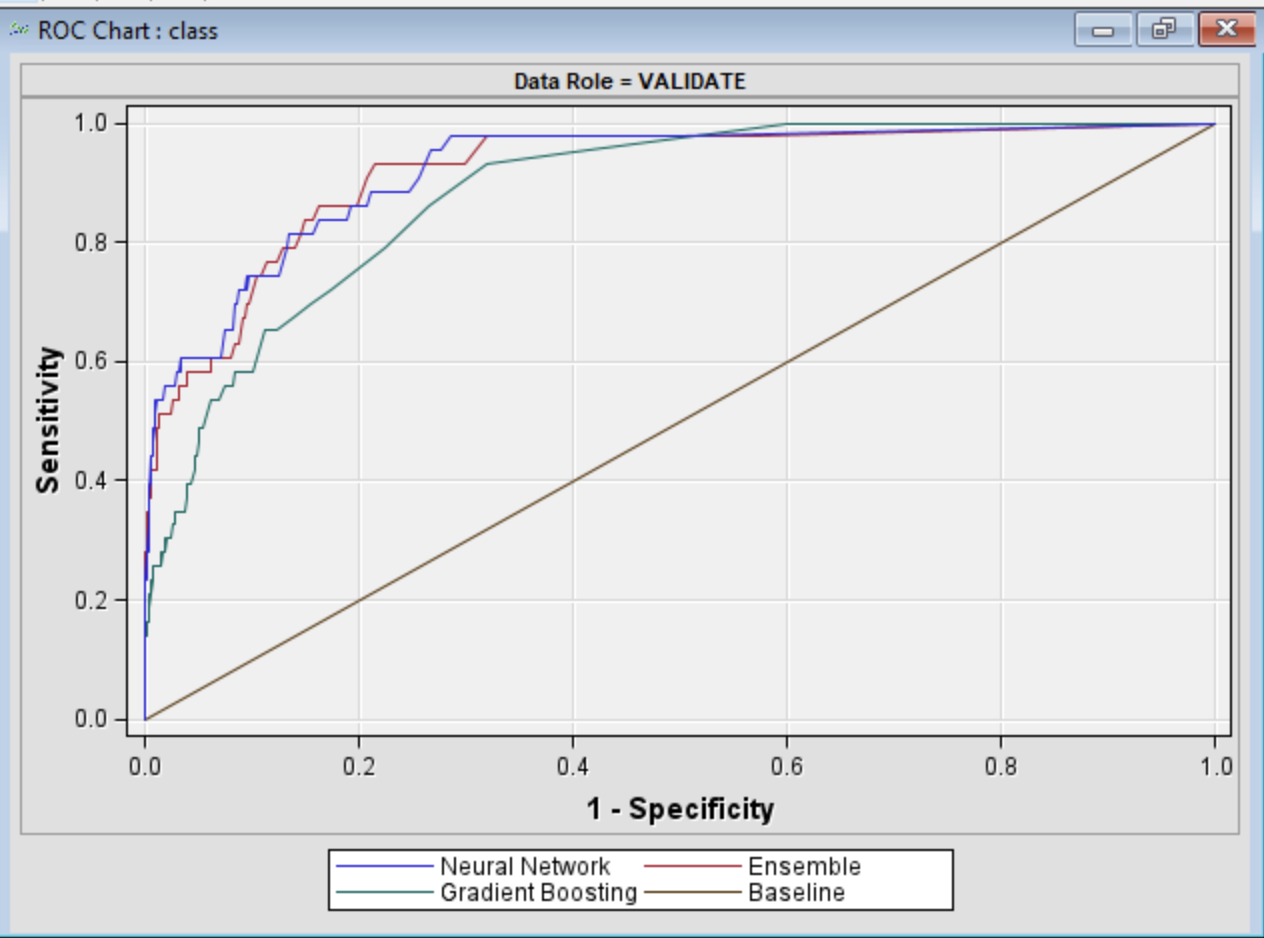 ROC Chart : class
Data Role = VALIDATE
1.0
0.8
0.6
0.4
0.2
0.0
Sensitivity
0.0 0.2 0.4 0.6 0.8 1.0
1 - Specificity
Neural Network Ensemble
Gradient Boosting Baseline